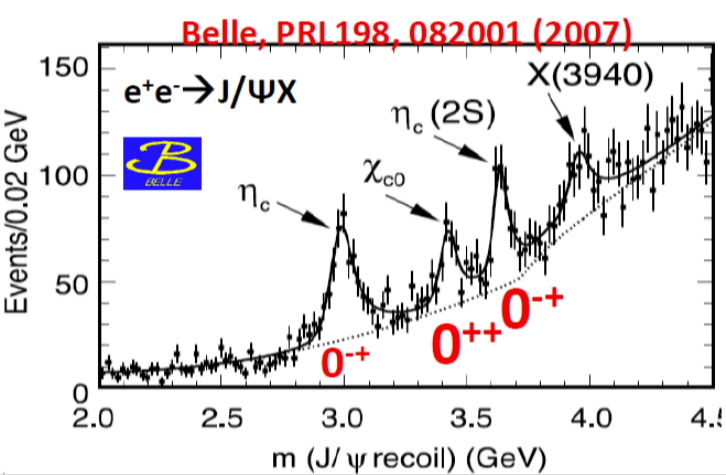 Belle, PRL198, 082001 (2007)
150
100
50
0
Events/0.02 GeV
e⁺e⁻→J/ΨX
B
BELLE
η_c
χ_c0
η_c (2S)
X(3940)
0⁻⁺
0⁺⁺
0⁻⁺
2.0 2.5 3.0 3.5 4.0 4.
m (J/ ψ recoil) (GeV)